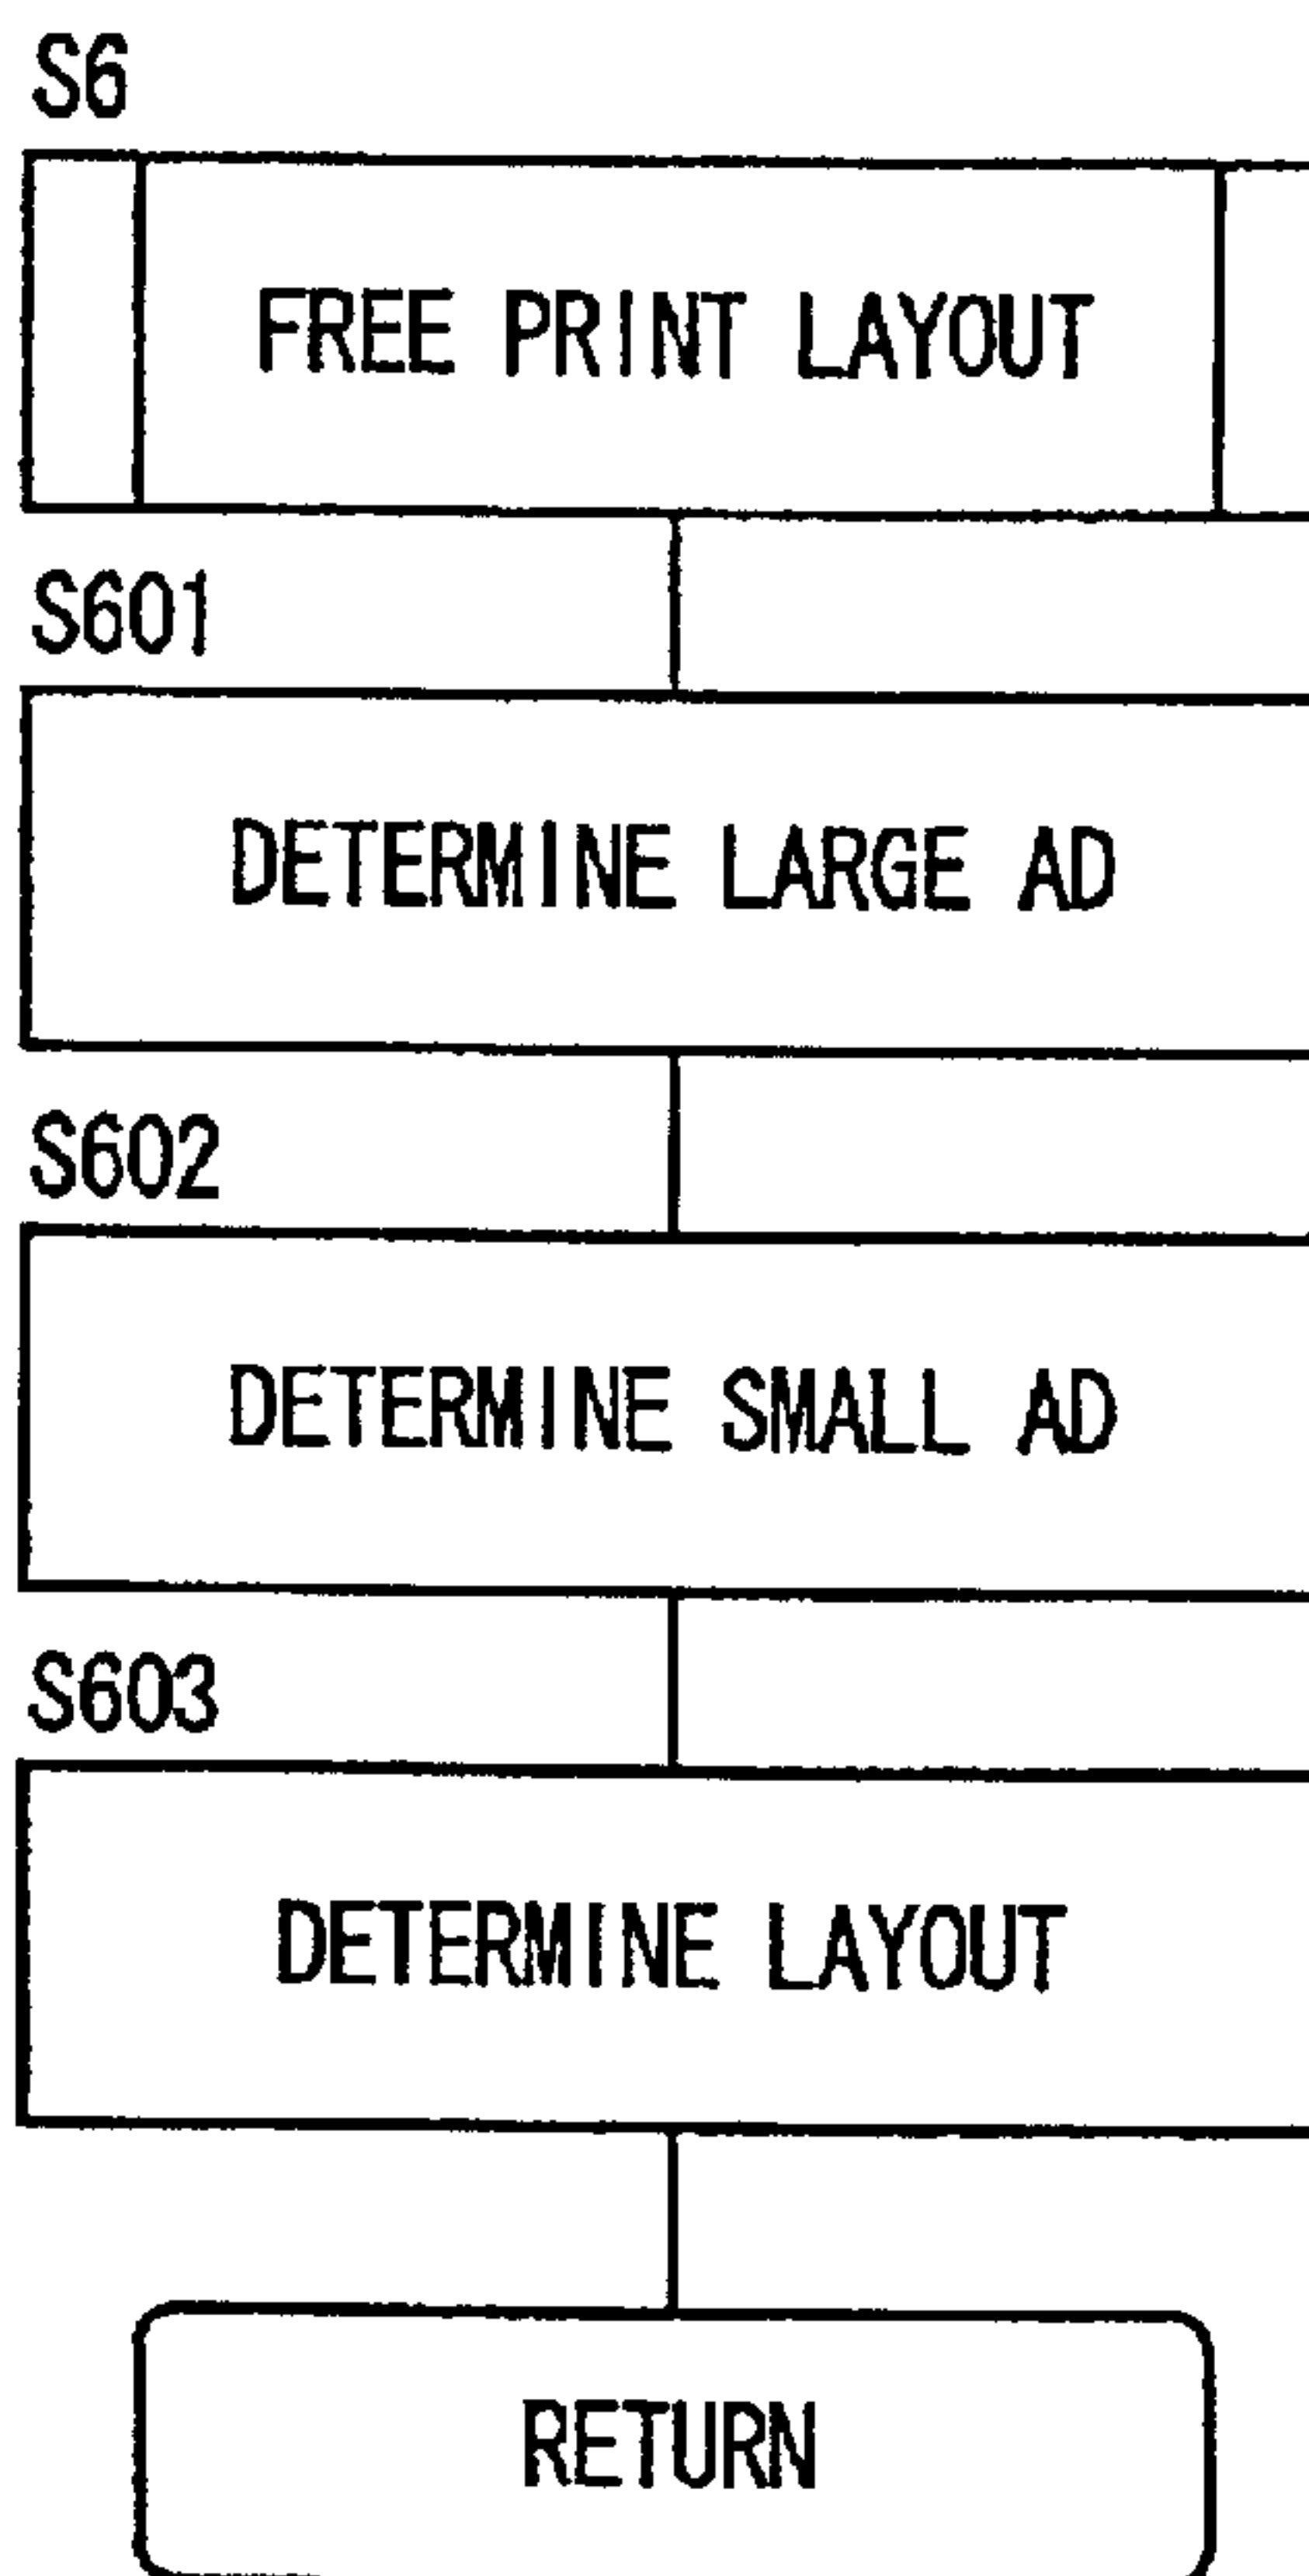 S6
FREE PRINT LAYOUT
S601
DETERMINE LARGE AD
S602
DETERMINE SMALL AD
S603
DETERMINE LAYOUT
RETURN